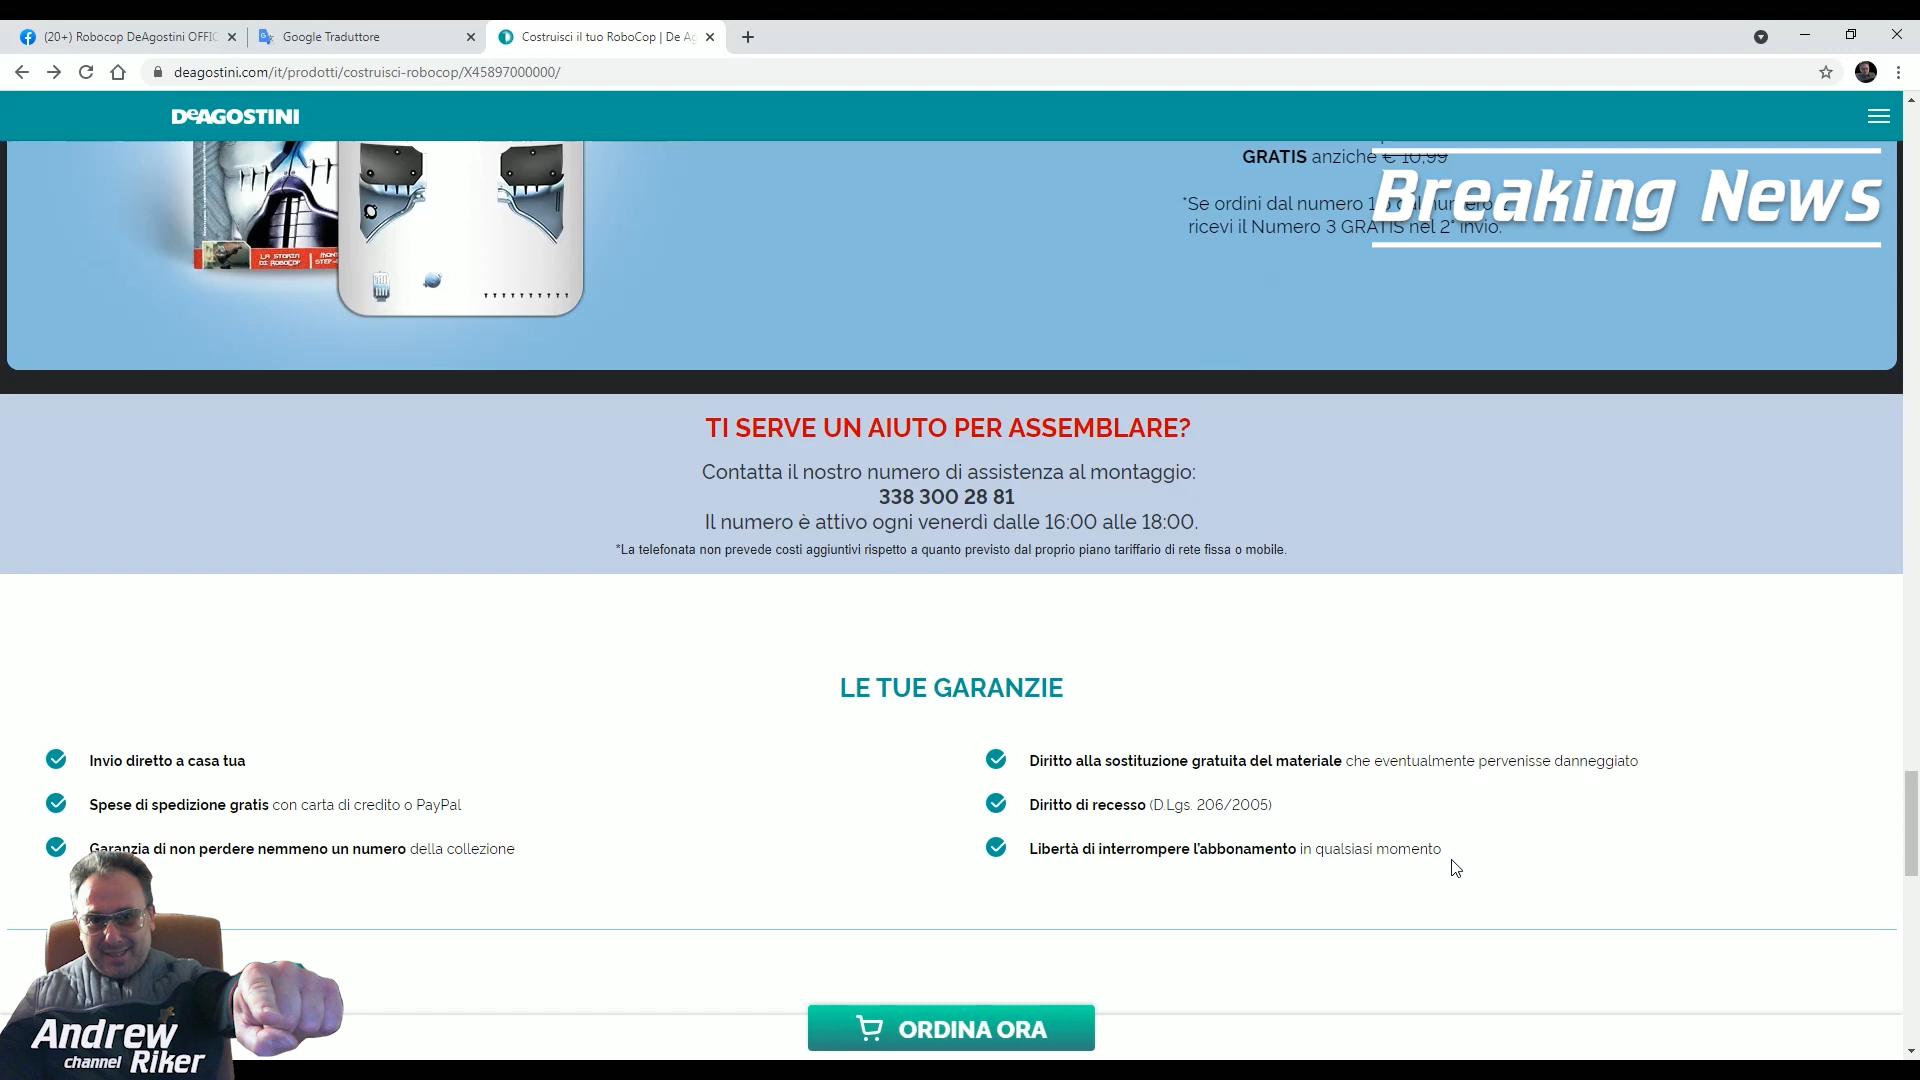 (20+) Robocop DeAgostini OFFIC
Google Traduttore
Costruisci il tuo RoboCop | De Ag
deagostini.com/it/prodotti/costruisci-robocop/X45897000000/
DeAGOSTINI
GRATIS anziché € 10,99
Breaking News
*Se ordini dal numero 1 o dal numero
ricevi il Numero 3 GRATIS nel 2° invio.
LA STORIA
DI ROBOCOP
TI SERVE UN AIUTO PER ASSEMBLARE?
Contatta il nostro numero di assistenza al montaggio:
338 300 28 81
Il numero è attivo ogni venerdì dalle 16:00 alle 18:00.
*La telefonata non prevede costi aggiuntivi rispetto a quanto previsto dal proprio piano tariffario di rete fissa o mobile.
LE TUE GARANZIE
Invio diretto a casa tua
Spese di spedizione gratis con carta di credito o PayPal
Garanzia di non perdere nemmeno un numero della collezione
Diritto alla sostituzione gratuita del materiale che eventualmente pervenisse danneggiato
Diritto di recesso (D.Lgs. 206/2005)
Libertà di interrompere l'abbonamento in qualsiasi momento
ORDINA ORA
Andrew
channel Riker